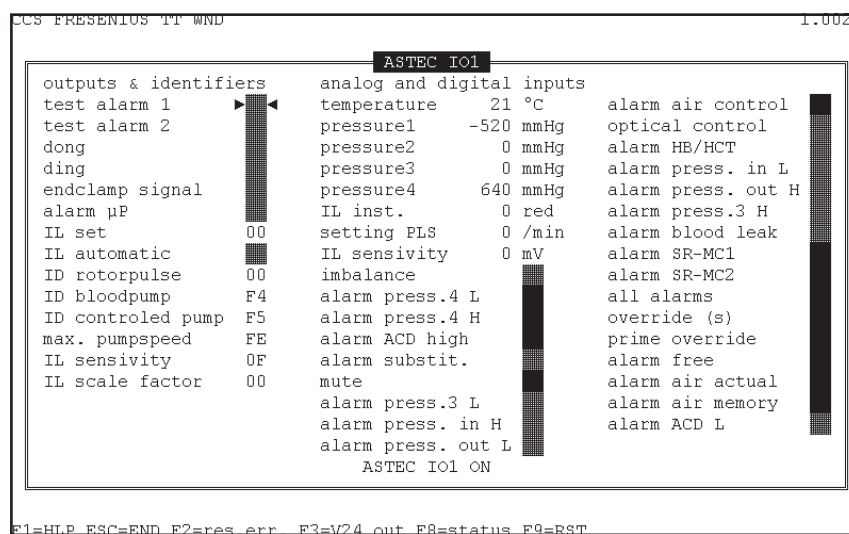 CCS FRESENIUS TT WND 1.002
ASTEC IO1
outputs & identifiers analog and digital inputs
test alarm 1 temperature 21 °C alarm air control
test alarm 2 pressure1 -520 mmHg optical control
dong pressure2 0 mmHg alarm HB/HCT
ding pressure3 0 mmHg alarm press. in L
endclamp signal pressure4 640 mmHg alarm press. out H
alarm µP IL inst. 0 red alarm press.3 H
IL set 00 setting PLS 0 /min alarm blood leak
IL automatic IL sensivity 0 mV alarm SR-MC1
ID rotorpulse 00 imbalance alarm SR-MC2
ID bloodpump F4 alarm press.4 L all alarms
ID controled pump F5 alarm press.4 H override (s)
max. pumpspeed FE alarm ACD high prime override
IL sensivity 0F alarm substit. alarm free
IL scale factor 00 mute alarm air actual
alarm press.3 L alarm air memory
alarm press. in H alarm ACD L
alarm press. out L
ASTEC IO1 ON
F1=HLP ESC=END F2=res err. F3=V24 out F8=status F9=RST